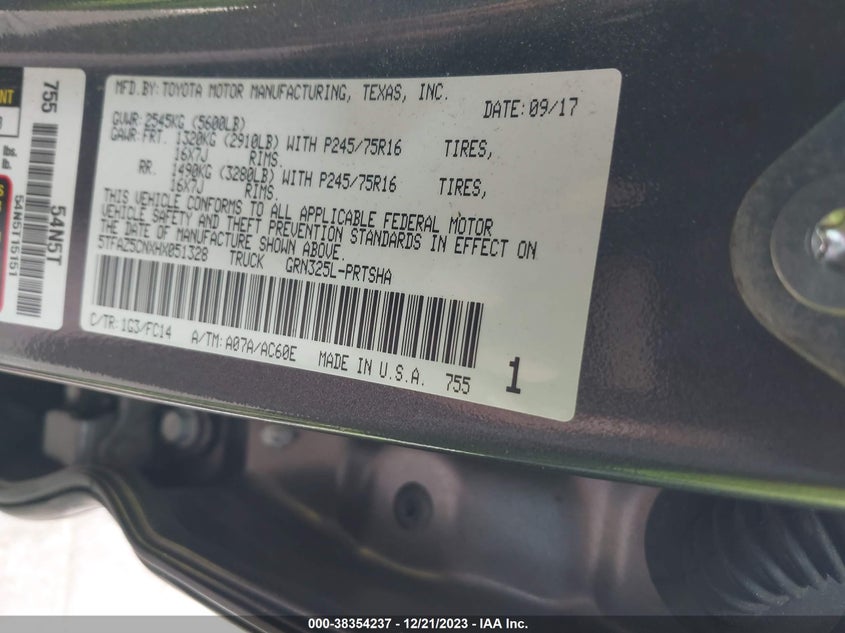 MFD.BY: TOYOTA MOTOR MANUFACTURING, TEXAS, INC.
DATE: 09/17
GVWR: 2545KG (5600LB)
GAWR: FRT. 1320KG (2910LB) WITH P245/75R16 TIRES,
16X7J RIMS.
RR. 1490KG (3280LB) WITH P245/75R16 TIRES,
16X7J RIMS.
THIS VEHICLE CONFORMS TO ALL APPLICABLE FEDERAL MOTOR
VEHICLE SAFETY AND THEFT PREVENTION STANDARDS IN EFFECT ON
THE DATE OF MANUFACTURE SHOWN ABOVE.
5TFAZ5CNXHX051328 TRUCK GRN325L-PRTSHA
C/TR: 1G3/FC14 A/TM: A07A/AC60E MADE IN U.S.A. 755 1
755
54N5T
54N5T15151
lbs.
lb.
000-38354237 - 12/21/2023 - IAA Inc.